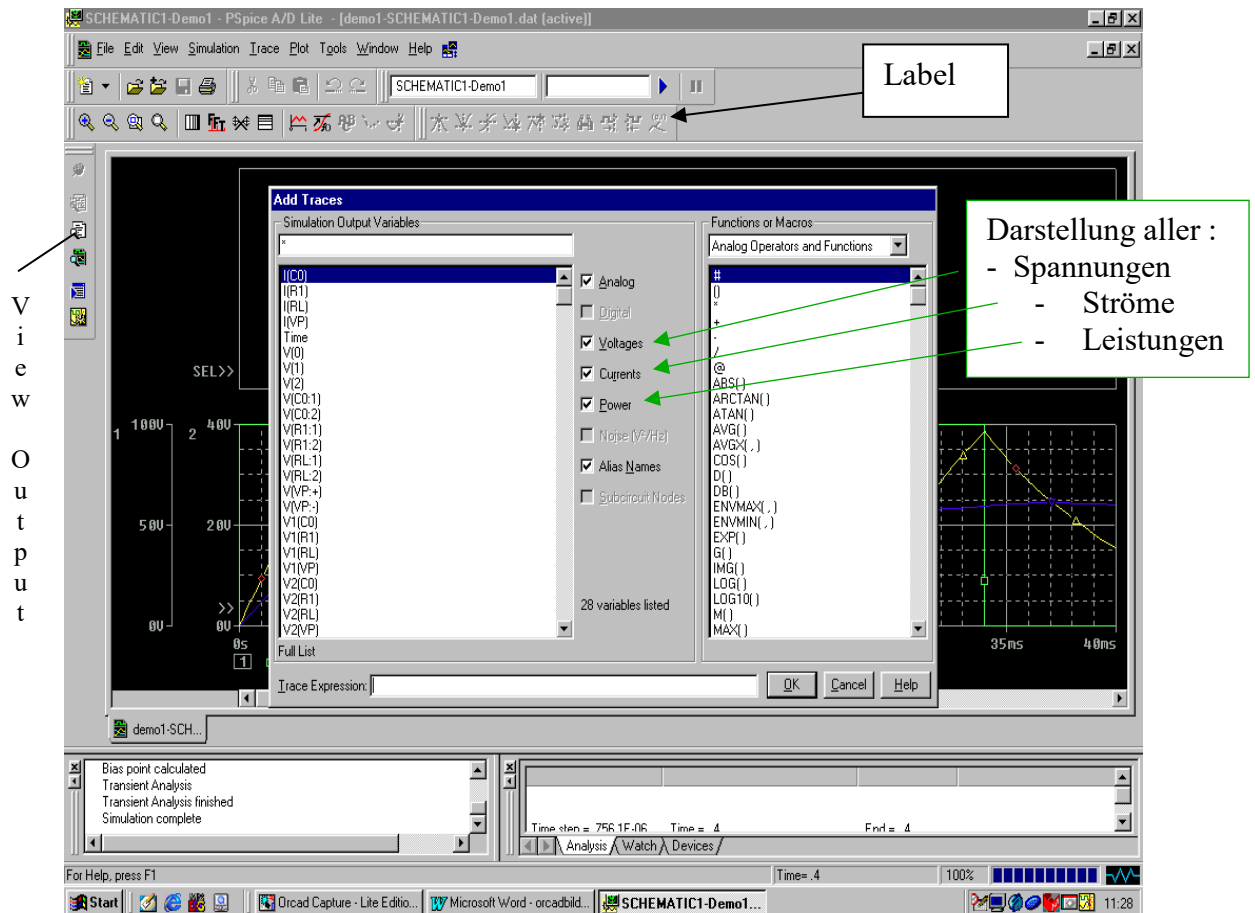 SCHEMATIC1-Demo1 - PSpice A/D Lite - [demo1-SCHEMATIC1-Demo1.dat (active)]
File Edit View Simulation Trace Plot Tools Window Help
SCHEMATIC1-Demo1
Label
FFT
View Output
Add Traces
Simulation Output Variables
*
I(C0)
I(R1)
I(RL)
I(VP)
Time
V(0)
V(1)
V(2)
V(C0:1)
V(C0:2)
V(R1:1)
V(R1:2)
V(RL:1)
V(RL:2)
V(VP:+)
V(VP:-)
V1(C0)
V1(R1)
V1(RL)
V1(VP)
V2(C0)
V2(R1)
V2(RL)
V2(VP)
Full List
Analog
Digital
Voltages
Currents
Power
Noise (V²/Hz)
Alias Names
Subcircuit Nodes
28 variables listed
Functions or Macros
Analog Operators and Functions
#
()
*
+
-
/
@
ABS()
ARCTAN()
ATAN()
AVG()
AVGX(,)
COS()
D()
DB()
ENVMAX(,)
ENVMIN(,)
EXP()
G()
IMG()
LOG()
LOG10()
M()
MAX()
Trace Expression:
OK Cancel Help
Darstellung aller :
- Spannungen
- Ströme
- Leistungen
SEL>>
1 100V 2 40V
50V 20V
>>
0V 0V
0s 35ms 40ms
1
demo1-SCH...
Bias point calculated
Transient Analysis
Transient Analysis finished
Simulation complete
Time step = 756.1E-06 Time = .4 End = .4
Analysis Watch Devices
For Help, press F1 Time= .4 100%
Start Orcad Capture - Lite Editio... Microsoft Word - orcadbild... SCHEMATIC1-Demo1... 11:28